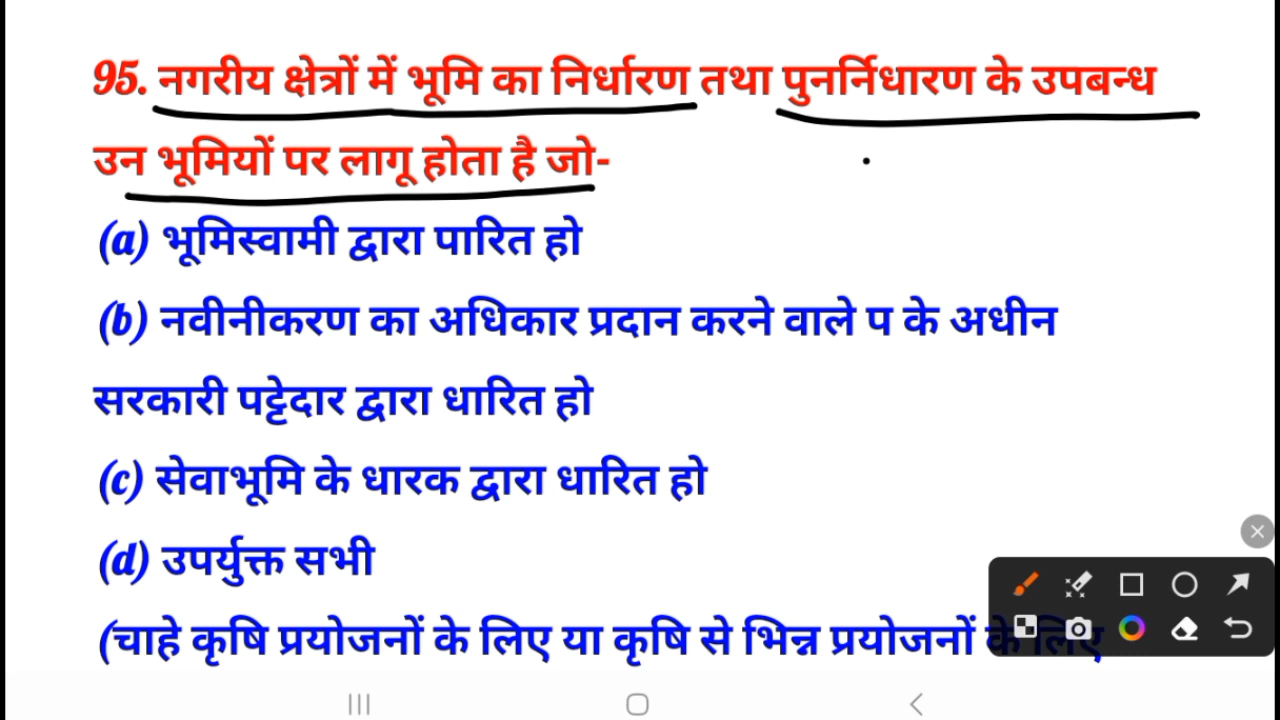 95. नगरीय क्षेत्रों में भूमि का निर्धारण तथा पुनर्निधारण के उपबन्ध
उन भूमियों पर लागू होता है जो-
(a) भूमिस्वामी द्वारा पारित हो
(b) नवीनीकरण का अधिकार प्रदान करने वाले प के अधीन
सरकारी पट्टेदार द्वारा धारित हो
(c) सेवाभूमि के धारक द्वारा धारित हो
(d) उपर्युक्त सभी
(चाहे कृषि प्रयोजनों के लिए या कृषि से भिन्न प्रयोजनों के लिए